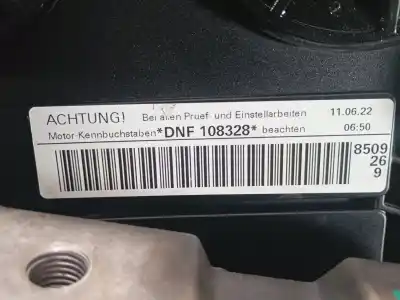 ACHTUNG! Bei allen Pruef- und Einstellarbeiten 11.06.22
Motor-Kennbuchstaben *DNF 108328* beachten 06:50
8509
26
9